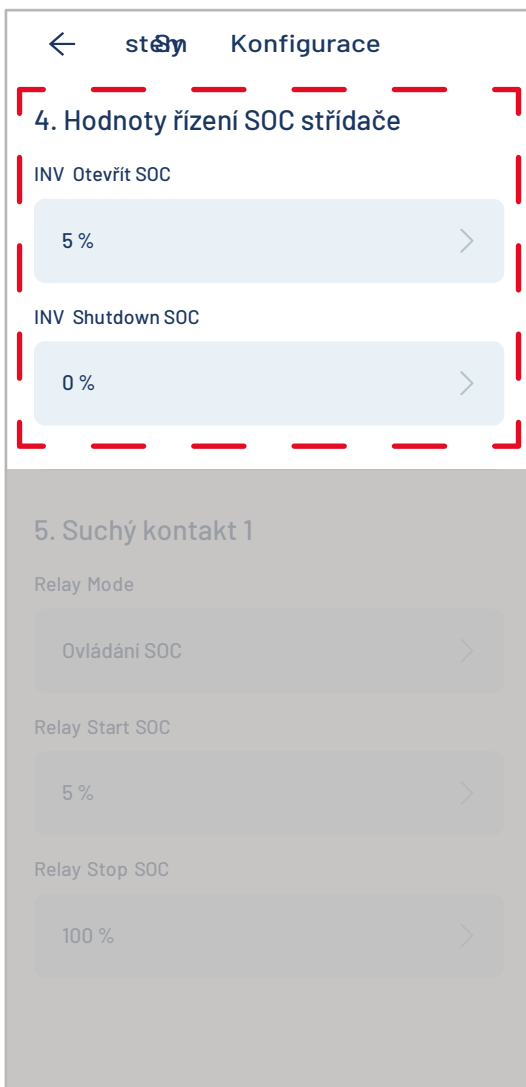 Systém Konfigurace
4. Hodnoty řízení SOC střídače
INV Otevřít SOC
5 %
INV Shutdown SOC
0 %
5. Suchý kontakt 1
Relay Mode
Ovládání SOC
Relay Start SOC
5 %
Relay Stop SOC
100 %